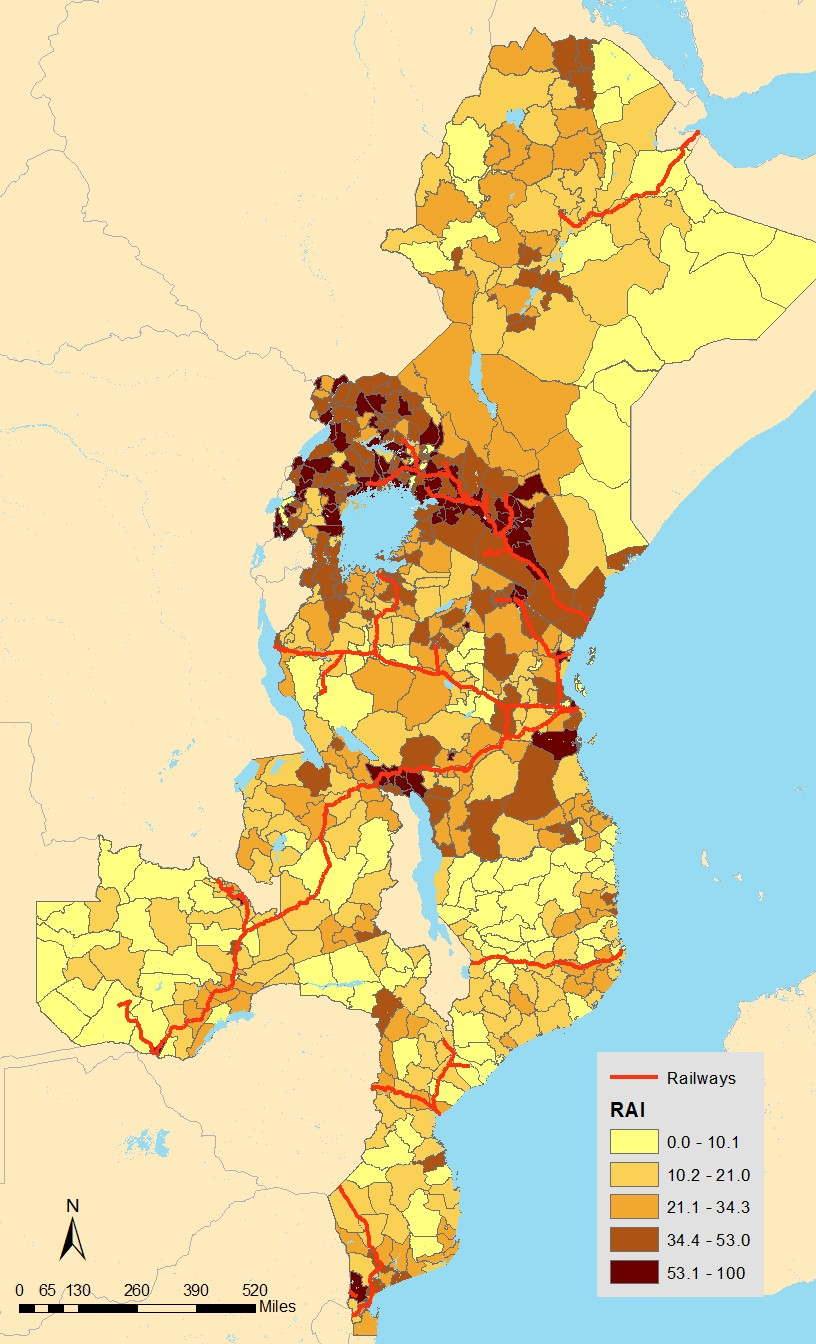 Railways
RAI
0.0 - 10.1
10.2 - 21.0
21.1 - 34.3
34.4 - 53.0
53.1 - 100
N
0 65 130 260 390 520
Miles